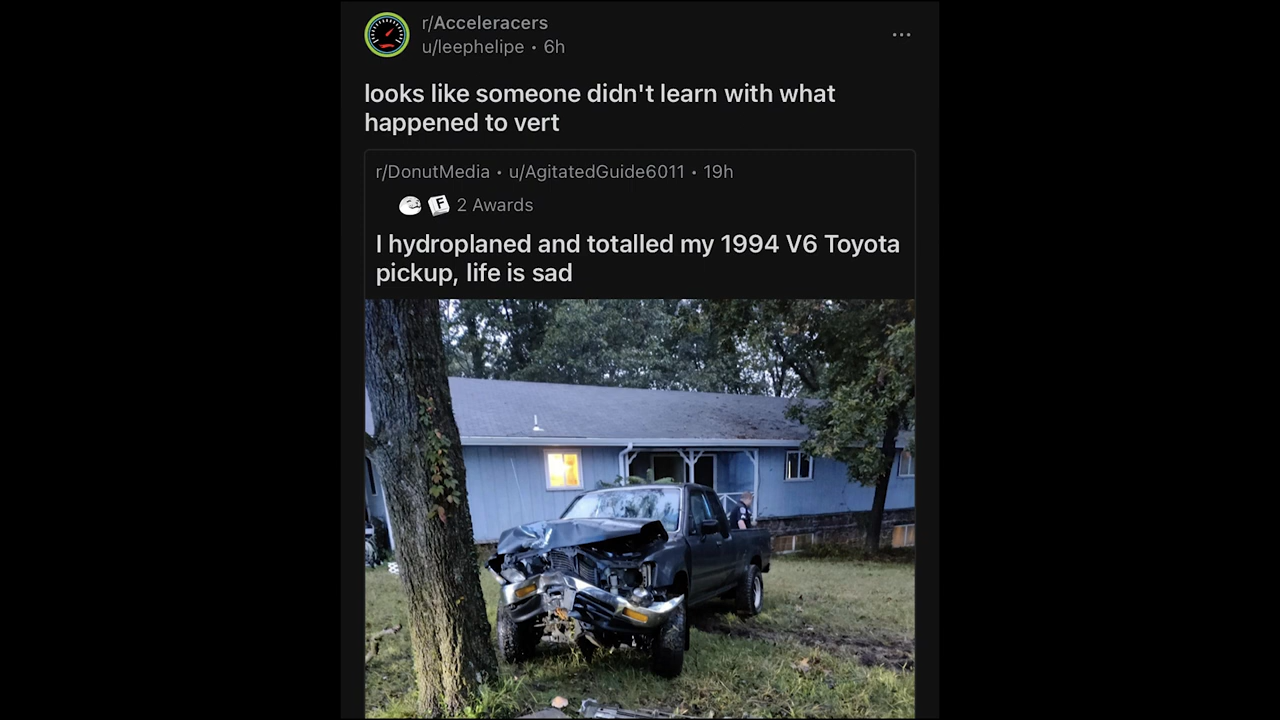 r/Acceleracers
u/leephelipe • 6h
looks like someone didn't learn with what
happened to vert
r/DonutMedia • u/AgitatedGuide6011 • 19h
F 2 Awards
I hydroplaned and totalled my 1994 V6 Toyota
pickup, life is sad